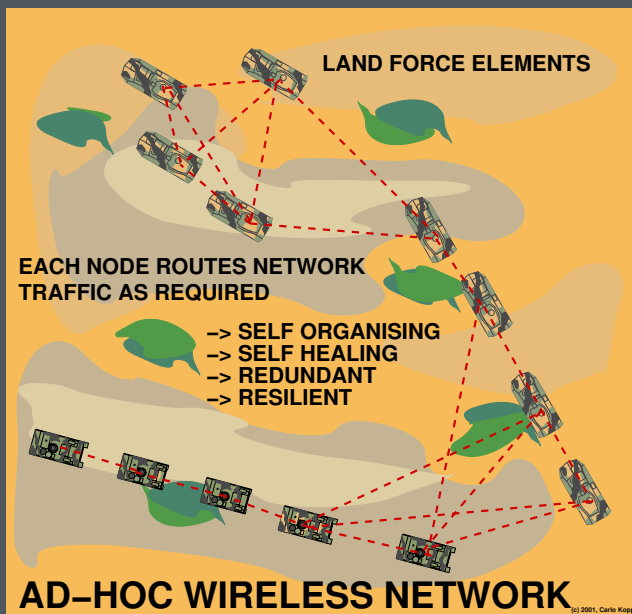 LAND FORCE ELEMENTS
EACH NODE ROUTES NETWORK
TRAFFIC AS REQUIRED
−> SELF ORGANISING
−> SELF HEALING
−> REDUNDANT
−> RESILIENT
AD−HOC WIRELESS NETWORK
(c) 2001, Carlo